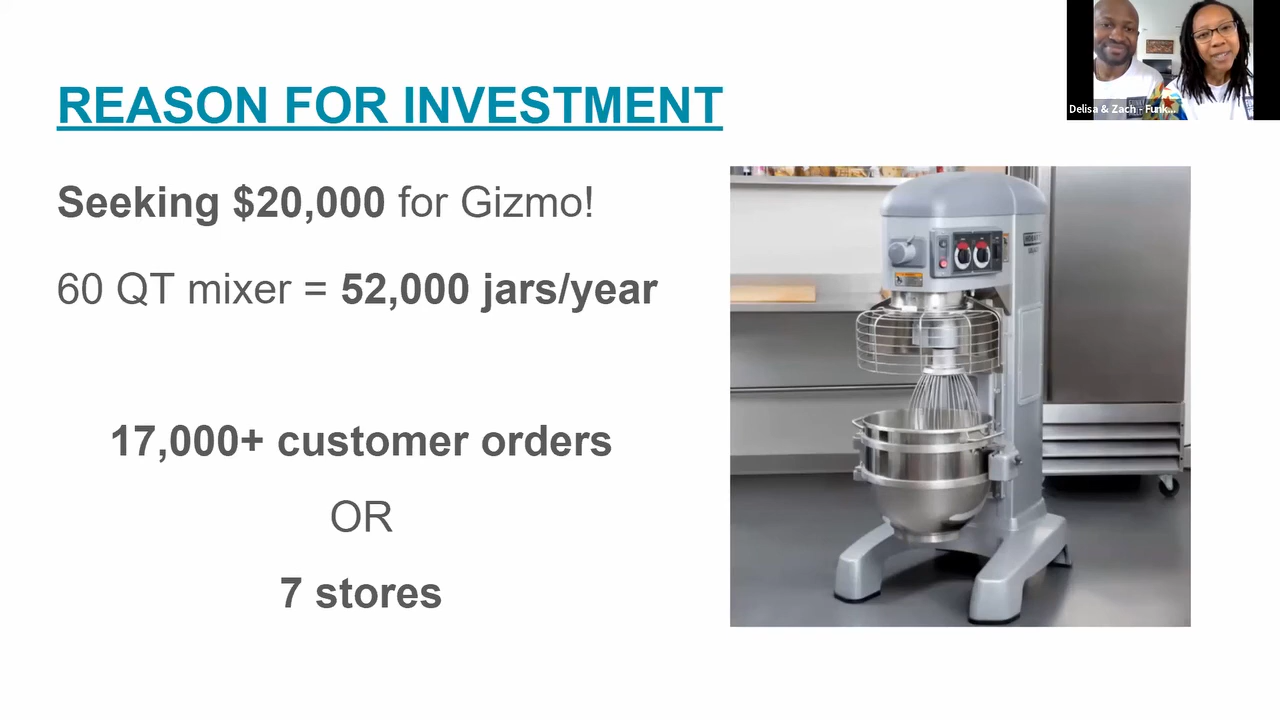 REASON FOR INVESTMENT
Seeking $20,000 for Gizmo!
60 QT mixer = 52,000 jars/year
17,000+ customer orders
OR
7 stores
Delisa & Zach - Funk...